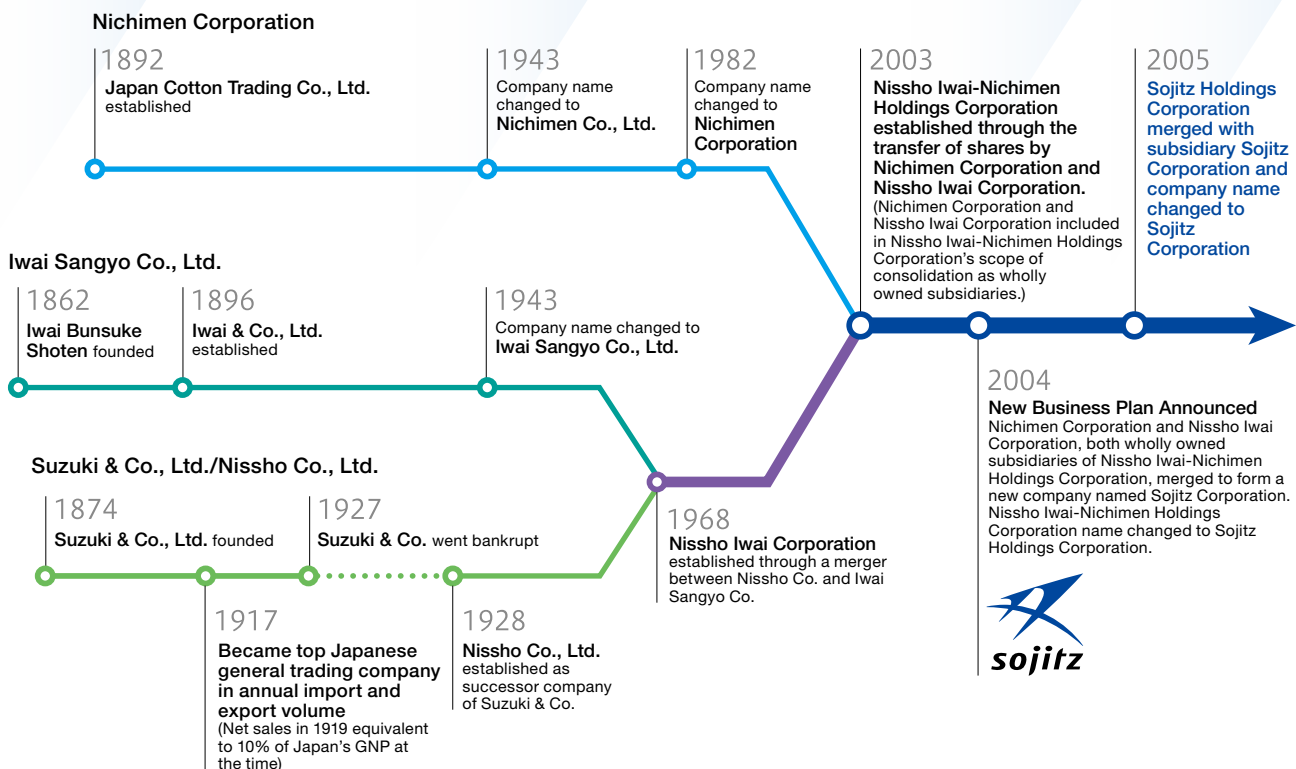 Nichimen Corporation
1892
Japan Cotton Trading Co., Ltd.
established
1943
Company name
changed to
Nichimen Co., Ltd.
1982
Company name
changed to
Nichimen
Corporation
2003
Nissho Iwai-Nichimen
Holdings Corporation
established through the
transfer of shares by
Nichimen Corporation and
Nissho Iwai Corporation.
(Nichimen Corporation and
Nissho Iwai Corporation included
in Nissho Iwai-Nichimen Holdings
Corporation's scope of
consolidation as wholly
owned subsidiaries.)
2005
Sojitz Holdings
Corporation
merged with
subsidiary Sojitz
Corporation and
company name
changed to
Sojitz
Corporation
Iwai Sangyo Co., Ltd.
1862
Iwai Bunsuke
Shoten founded
1896
Iwai & Co., Ltd.
established
1943
Company name changed to
Iwai Sangyo Co., Ltd.
2004
New Business Plan Announced
Nichimen Corporation and Nissho Iwai
Corporation, both wholly owned
subsidiaries of Nissho Iwai-Nichimen
Holdings Corporation, merged to form a
new company named Sojitz Corporation.
Nissho Iwai-Nichimen Holdings
Corporation name changed to Sojitz
Holdings Corporation.
sojitz
Suzuki & Co., Ltd./Nissho Co., Ltd.
1874
Suzuki & Co., Ltd. founded
1927
Suzuki & Co. went bankrupt
1968
Nissho Iwai Corporation
established through a merger
between Nissho Co. and Iwai
Sangyo Co.
1917
Became top Japanese
general trading company
in annual import and
export volume
(Net sales in 1919 equivalent
to 10% of Japan's GNP at
the time)
1928
Nissho Co., Ltd.
established as
successor company
of Suzuki & Co.